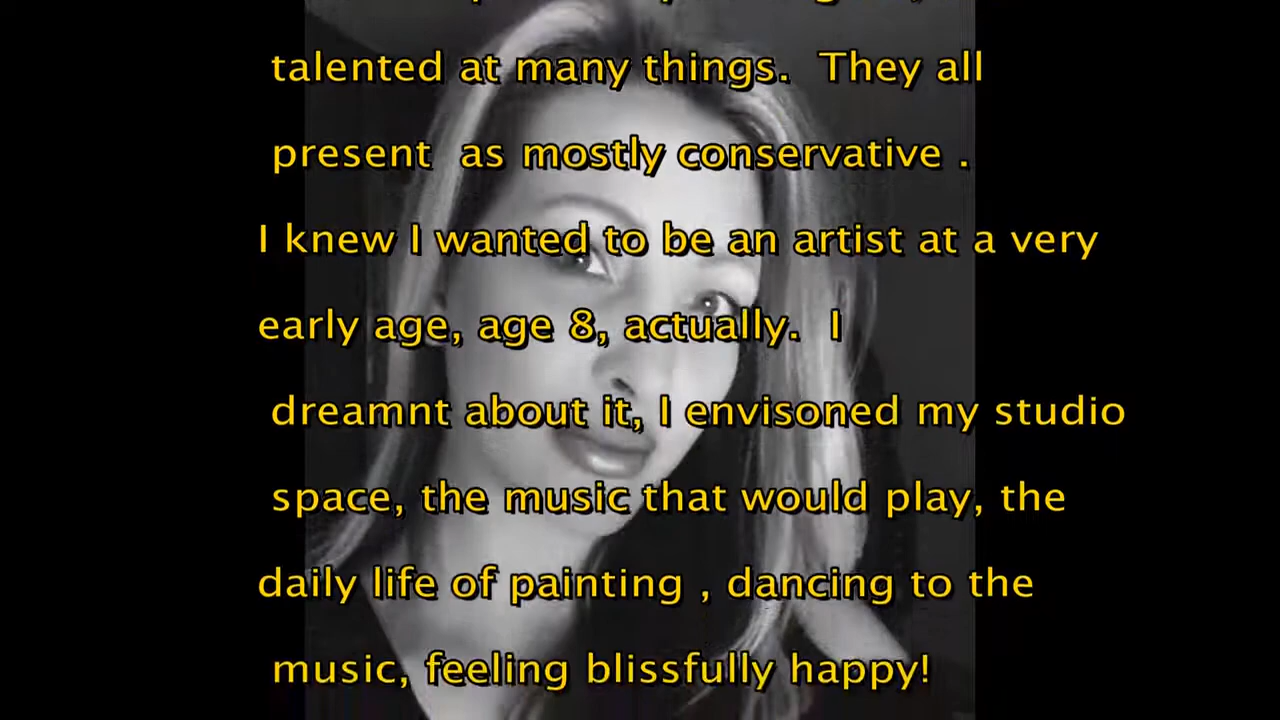 talented at many things.  They all
present  as mostly conservative .
I knew I wanted to be an artist at a very
early age, age 8, actually.  I
dreamnt about it, I envisoned my studio
space, the music that would play, the
daily life of painting , dancing to the
music, feeling blissfully happy!